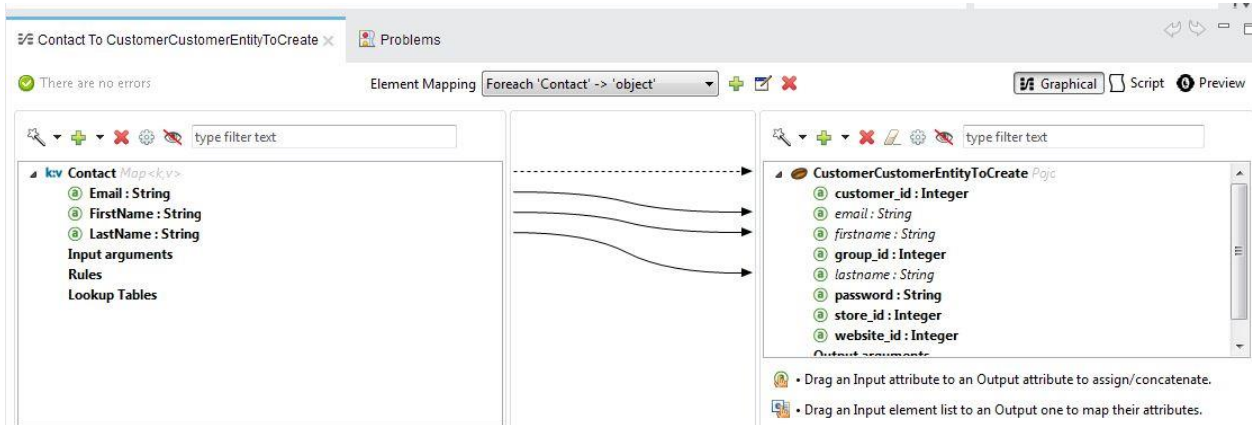 Contact To CustomerCustomerEntityToCreate
Problems
There are no errors
Element Mapping
Foreach 'Contact' -> 'object'
Graphical
Script
Preview
type filter text
k:v Contact Map<k,v>
a Email : String
a FirstName : String
a LastName : String
Input arguments
Rules
Lookup Tables
type filter text
CustomerCustomerEntityToCreate Pojc
a customer_id : Integer
a email : String
a firstname : String
a group_id : Integer
a lastname : String
a password : String
a store_id : Integer
a website_id : Integer
Output arguments
• Drag an Input attribute to an Output attribute to assign/concatenate.
• Drag an Input element list to an Output one to map their attributes.